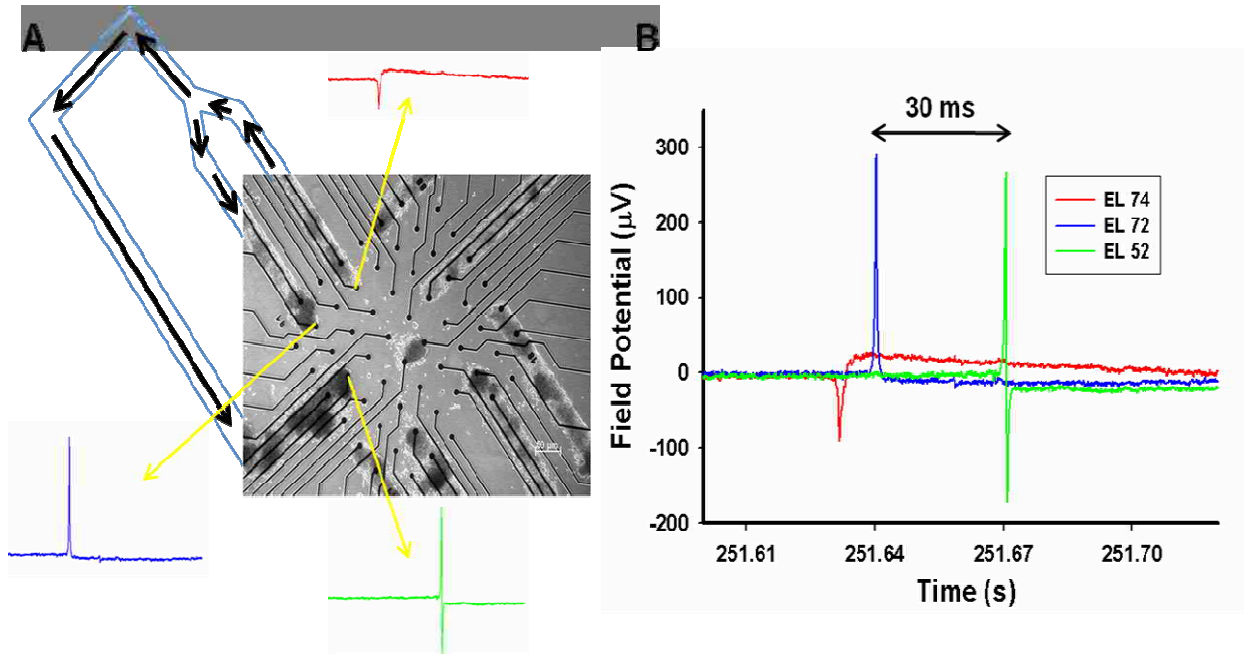 A
B
30 ms
EL 74
EL 72
EL 52
Field Potential (μV)
300
200
100
0
-100
-200
251.61
251.64
251.67
251.70
Time (s)